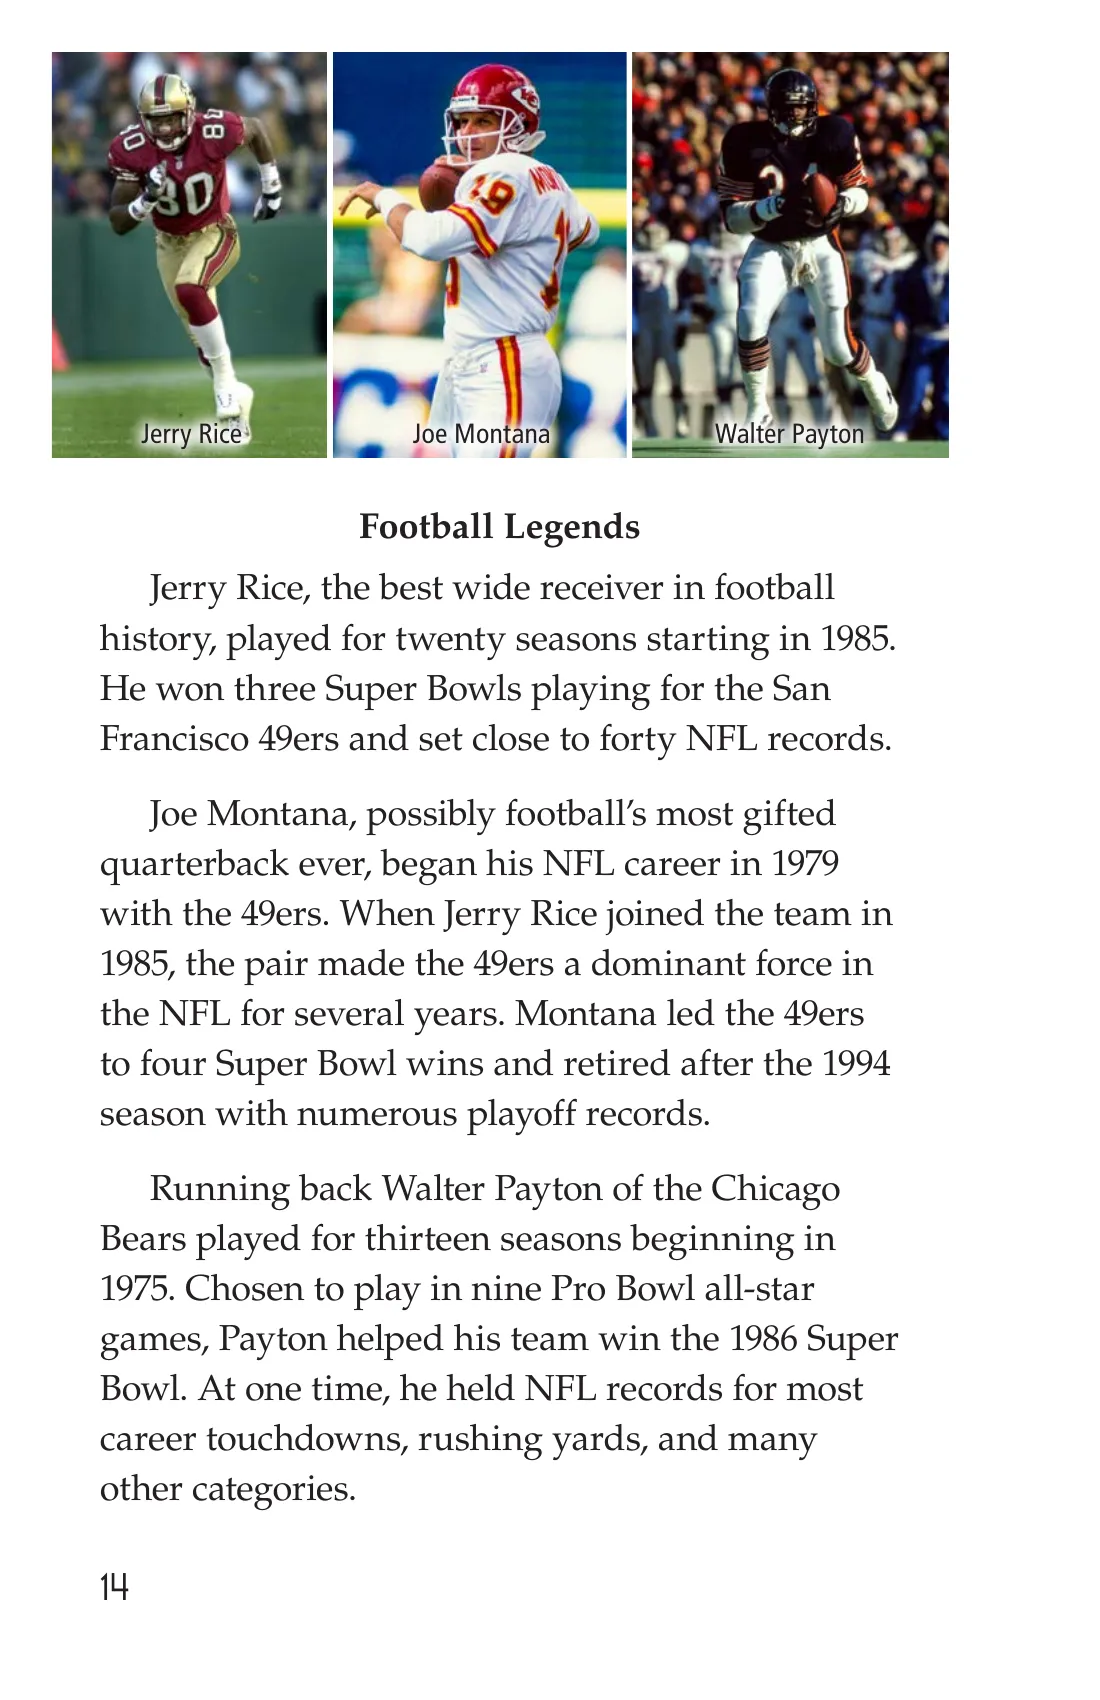 80
80
80
19
MON
19
34
Jerry Rice
Joe Montana
Walter Payton
Football Legends
Jerry Rice, the best wide receiver in football
history, played for twenty seasons starting in 1985.
He won three Super Bowls playing for the San
Francisco 49ers and set close to forty NFL records.
Joe Montana, possibly football’s most gifted
quarterback ever, began his NFL career in 1979
with the 49ers. When Jerry Rice joined the team in
1985, the pair made the 49ers a dominant force in
the NFL for several years. Montana led the 49ers
to four Super Bowl wins and retired after the 1994
season with numerous playoff records.
Running back Walter Payton of the Chicago
Bears played for thirteen seasons beginning in
1975. Chosen to play in nine Pro Bowl all-star
games, Payton helped his team win the 1986 Super
Bowl. At one time, he held NFL records for most
career touchdowns, rushing yards, and many
other categories.
14